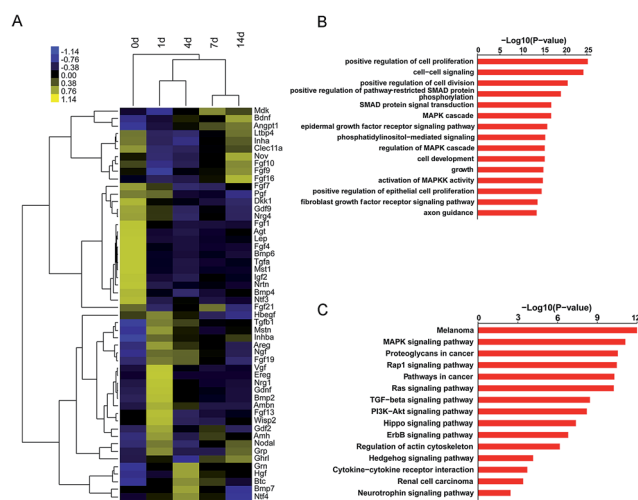 A
0d 1d 4d 7d 14d
-1.14
-0.76
-0.38
0.00
0.38
0.76
1.14
Mdk
Bdnf
Angpt1
Ltbp4
Inha
Clec11a
Nov
Fgf10
Fgf9
Fgf16
Fgf7
Pgf
Dkk1
Gdf9
Nrg4
Fgf1
Agt
Lep
Fgf4
Bmp6
Tgfa
Mst1
Igf2
Nrtn
Bmp4
Ntf3
Fgf21
Hbegf
Tgfb1
Mstn
Inhba
Areg
Ngf
Fgf19
Vgf
Ereg
Nrg1
Gdnf
Bmp2
Ambn
Fgf13
Wisp2
Gdf2
Amh
Nodal
Grp
Ghrl
Grn
Hgf
Btc
Bmp7
Ntf4
B
−Log10(P-value)
0 5 10 15 20 25
positive regulation of cell proliferation
cell-cell signaling
positive regulation of cell division
positive regulation of pathway-restricted SMAD protein
phosphorylation
SMAD protein signal transduction
MAPK cascade
epidermal growth factor receptor signaling pathway
phosphatidylinositol-mediated signaling
regulation of MAPK cascade
cell development
growth
activation of MAPKK activity
positive regulation of epithelial cell proliferation
fibroblast growth factor receptor signaling pathway
axon guidance
C
−Log10(P-value)
0 3 6 9 12
Melanoma
MAPK signaling pathway
Proteoglycans in cancer
Rap1 signaling pathway
Pathways in cancer
Ras signaling pathway
TGF-beta signaling pathway
PI3K-Akt signaling pathway
Hippo signaling pathway
ErbB signaling pathway
Regulation of actin cytoskeleton
Hedgehog signaling pathway
Cytokine-cytokine receptor interaction
Renal cell carcinoma
Neurotrophin signaling pathway